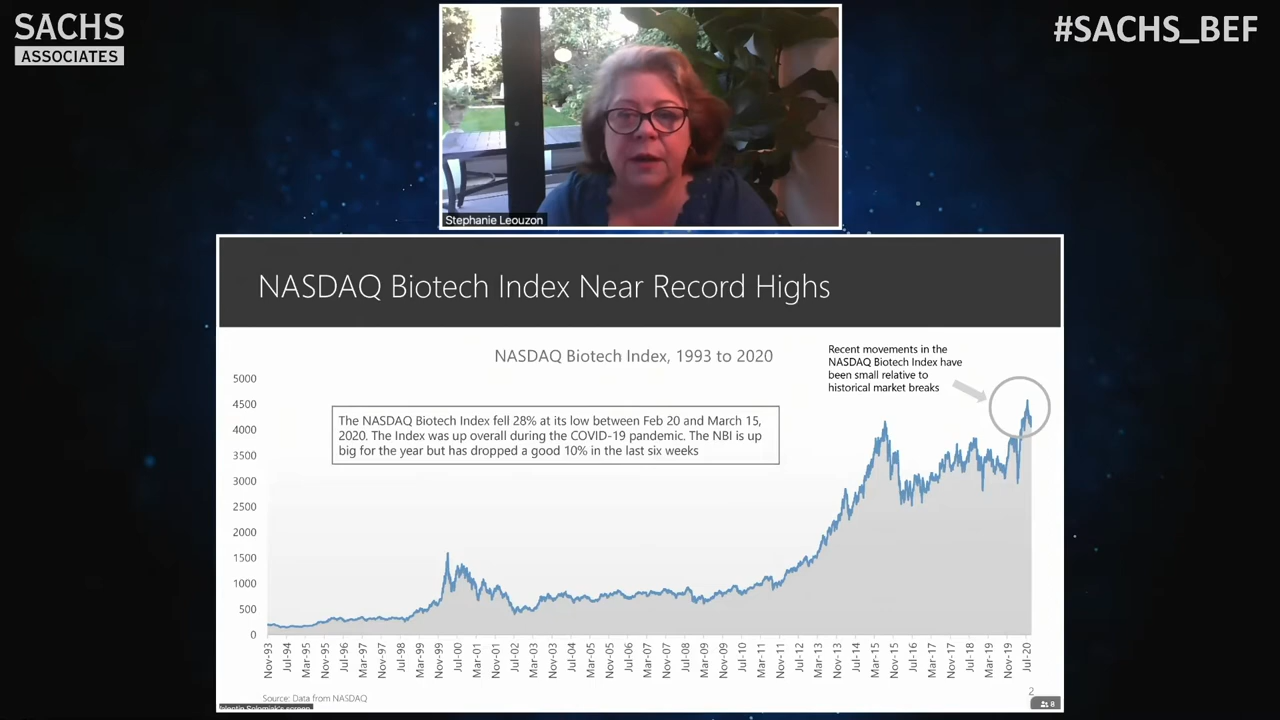 SACHS
ASSOCIATES
#SACHS_BEF
Stephanie Leouzon
NASDAQ Biotech Index Near Record Highs
NASDAQ Biotech Index, 1993 to 2020
Recent movements in the
NASDAQ Biotech Index have
been small relative to
historical market breaks
The NASDAQ Biotech Index fell 28% at its low between Feb 20 and March 15,
2020. The Index was up overall during the COVID-19 pandemic. The NBI is up
big for the year but has dropped a good 10% in the last six weeks
5000
4500
4000
3500
3000
2500
2000
1500
1000
500
0
Nov-93
Jul-94
Mar-95
Nov-95
Jul-96
Mar-97
Nov-97
Jul-98
Mar-99
Nov-99
Jul-00
Mar-01
Nov-01
Jul-02
Mar-03
Nov-03
Jul-04
Mar-05
Nov-05
Jul-06
Mar-07
Nov-07
Jul-08
Mar-09
Nov-09
Jul-10
Mar-11
Nov-11
Jul-12
Mar-13
Nov-13
Jul-14
Mar-15
Nov-15
Jul-16
Mar-17
Nov-17
Jul-18
Mar-19
Nov-19
Jul-20
Source: Data from NASDAQ
2
8